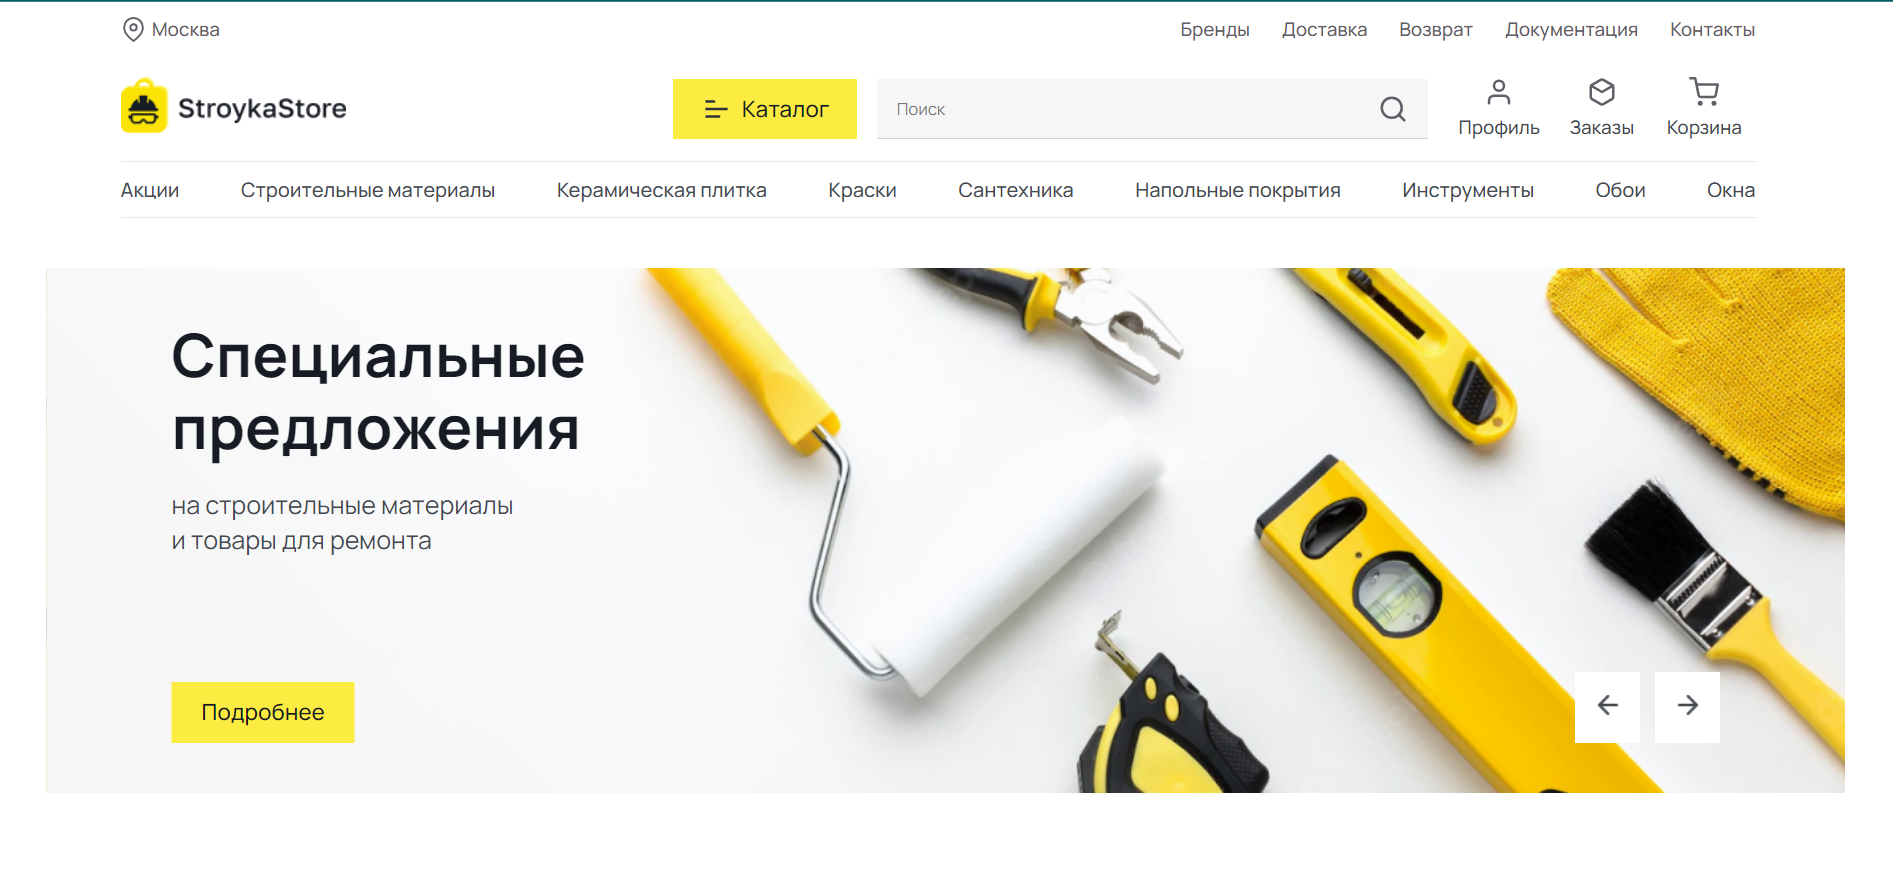 Москва
Бренды Доставка Возврат Документация Контакты
StroykaStore
Каталог
Поиск
Профиль Заказы Корзина
Акции Строительные материалы Керамическая плитка Краски Сантехника Напольные покрытия Инструменты Обои Окна
Специальные
предложения
на строительные материалы
и товары для ремонта
Подробнее